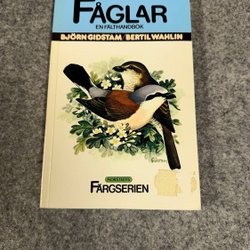 FÅGLAR
EN FÄLTHANDBOK
BJÖRN GIDSTAM/BERTIL WAHLIN
NORSTEDTS
FÄRGSERIEN